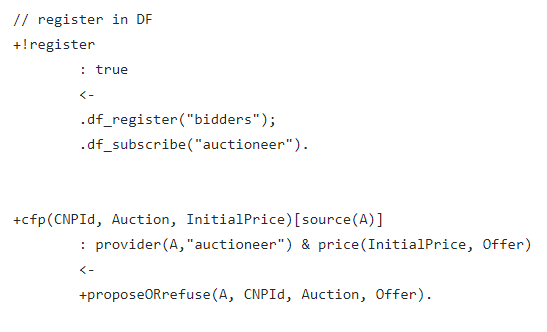 // register in DF
+!register
        : true
        <-
        .df_register("bidders");
        .df_subscribe("auctioneer").
+cfp(CNPId, Auction, InitialPrice)[source(A)]
        : provider(A,"auctioneer") & price(InitialPrice, Offer)
        <-
        +proposeORrefuse(A, CNPId, Auction, Offer).